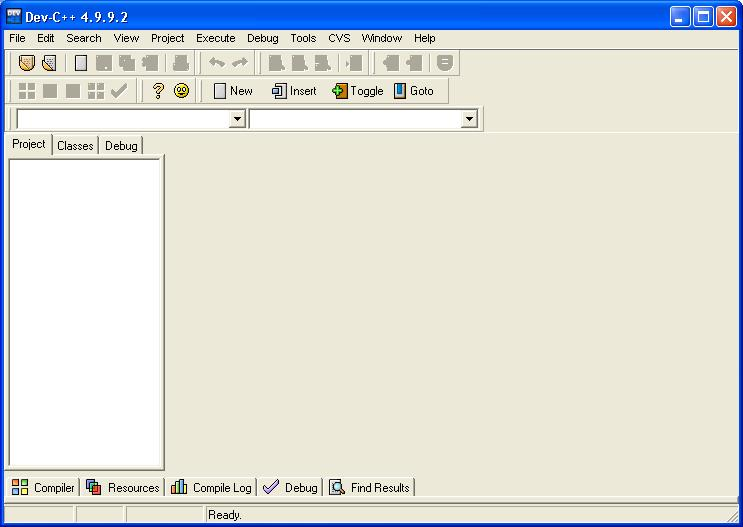 Dev-C++ 4.9.9.2
File Edit Search View Project Execute Debug Tools CVS Window Help
New Insert Toggle Goto
Project Classes Debug
Compiler Resources Compile Log Debug Find Results
Ready.